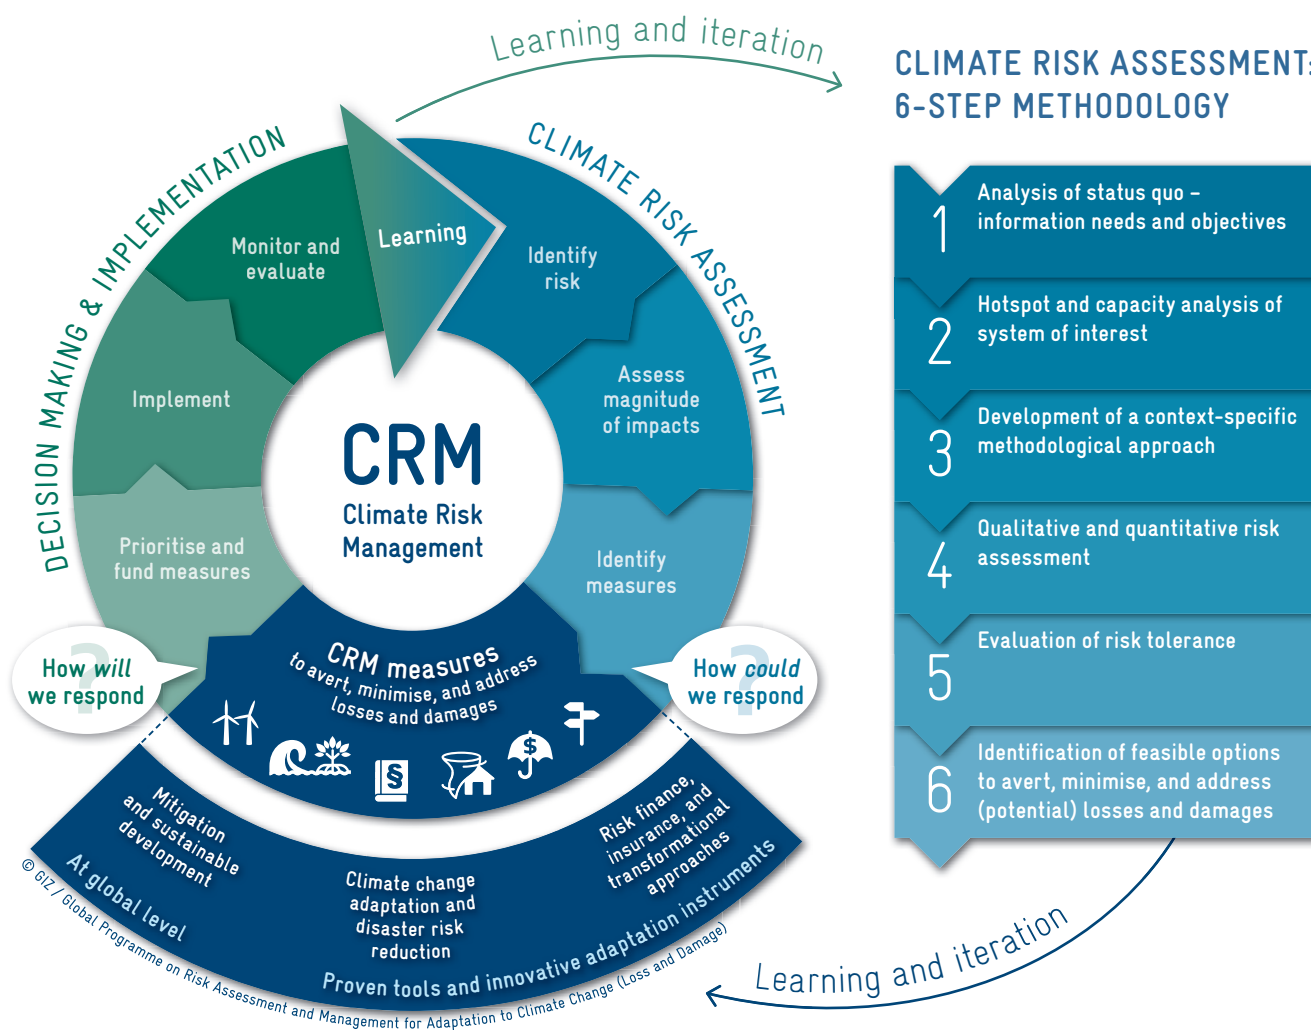 Learning and iteration
CLIMATE RISK ASSESSMENT:
6-STEP METHODOLOGY
DECISION MAKING & IMPLEMENTATION
CLIMATE RISK ASSESSMENT
Learning
Identify
risk
Assess
magnitude
of impacts
Identify
measures
Monitor and
evaluate
Implement
Prioritise and
fund measures
CRM
Climate Risk
Management
?
How will
we respond
?
How could
we respond
CRM measures
to avert, minimise, and address
losses and damages
$
§
Mitigation
and sustainable
development
Climate change
adaptation and
disaster risk
reduction
Risk finance,
insurance, and
transformational
approaches
At global level
Proven tools and innovative adaptation instruments
© GIZ / Global Programme on Risk Assessment and Management for Adaptation to Climate Change (Loss and Damage)
1
Analysis of status quo –
information needs and objectives
2
Hotspot and capacity analysis of
system of interest
3
Development of a context-specific
methodological approach
4
Qualitative and quantitative risk
assessment
5
Evaluation of risk tolerance
6
Identification of feasible options
to avert, minimise, and address
(potential) losses and damages
Learning and iteration